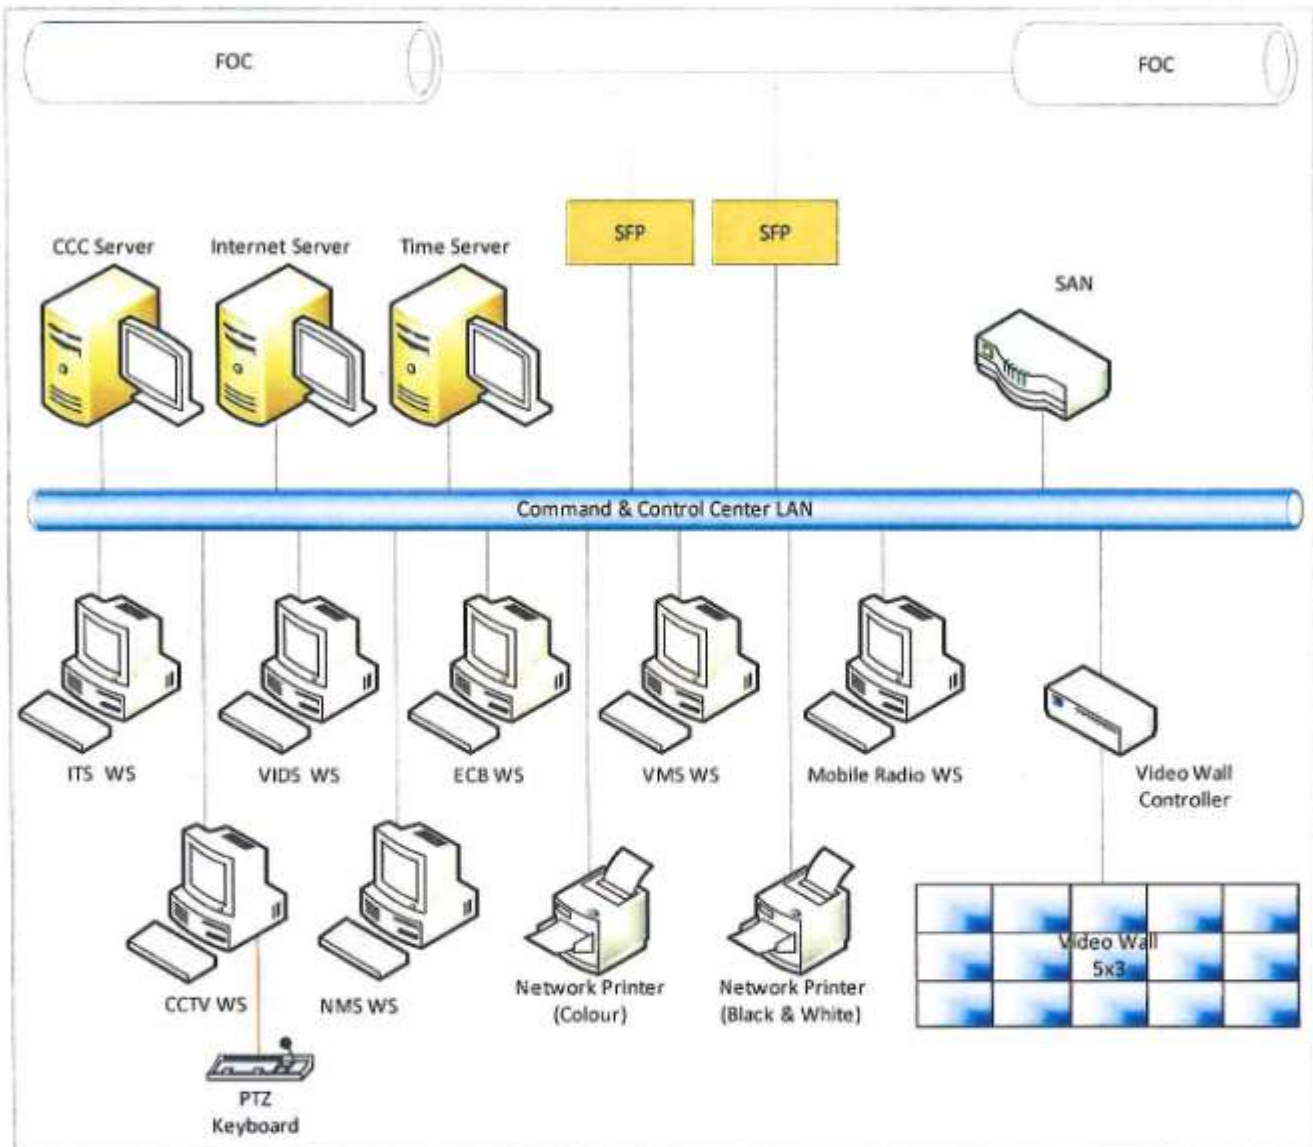 FOC
FOC
SFP
SFP
CCC Server
Internet Server
Time Server
SAN
Command & Control Center LAN
ITS WS
VIDS WS
ECB WS
VMS WS
Mobile Radio WS
Video Wall
Controller
CCTV WS
NMS WS
Network Printer
(Colour)
Network Printer
(Black & White)
Video Wall
5x3
PTZ
Keyboard